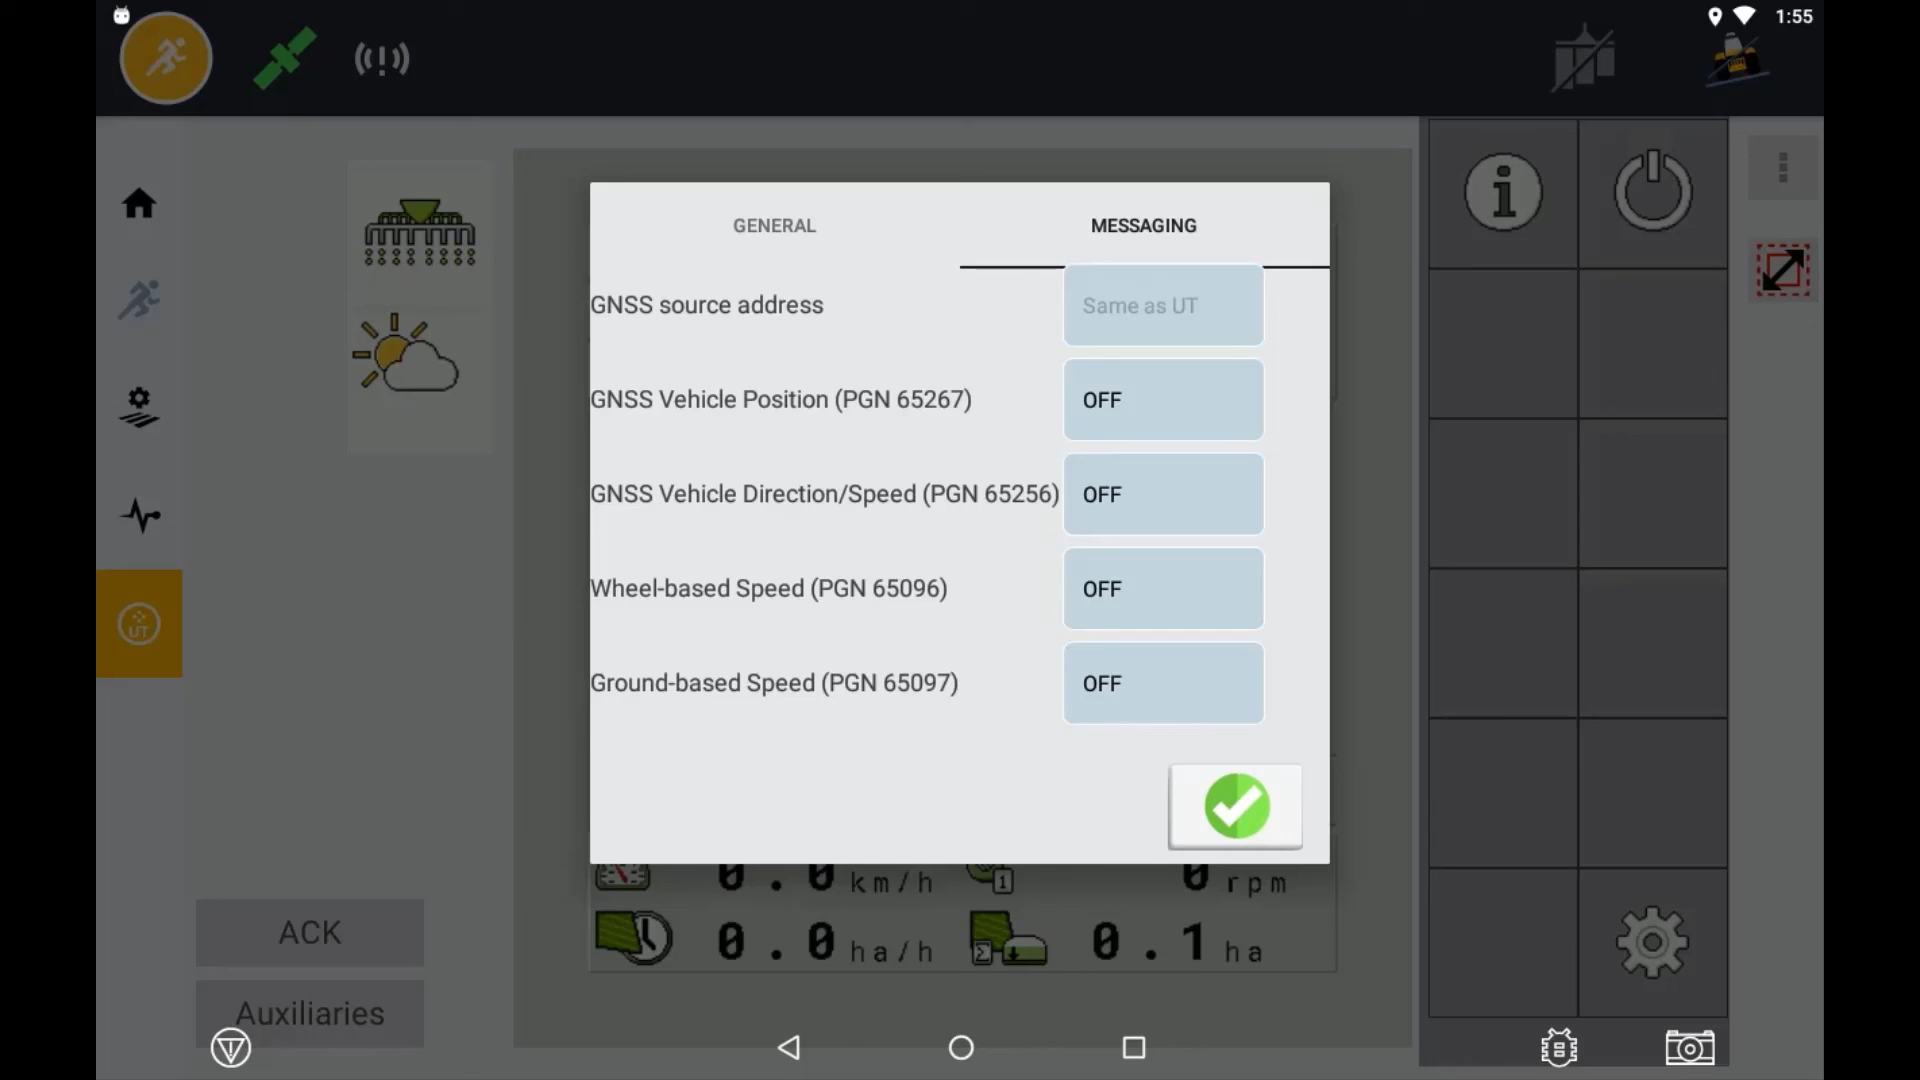 1:55
GENERAL
MESSAGING
GNSS source address
Same as UT
GNSS Vehicle Position (PGN 65267)
OFF
GNSS Vehicle Direction/Speed (PGN 65256)
OFF
Wheel-based Speed (PGN 65096)
OFF
Ground-based Speed (PGN 65097)
OFF
UT
0.0 km/h
1
0 rpm
0.0 ha/h
Σ
0.1 ha
ACK
Auxiliaries